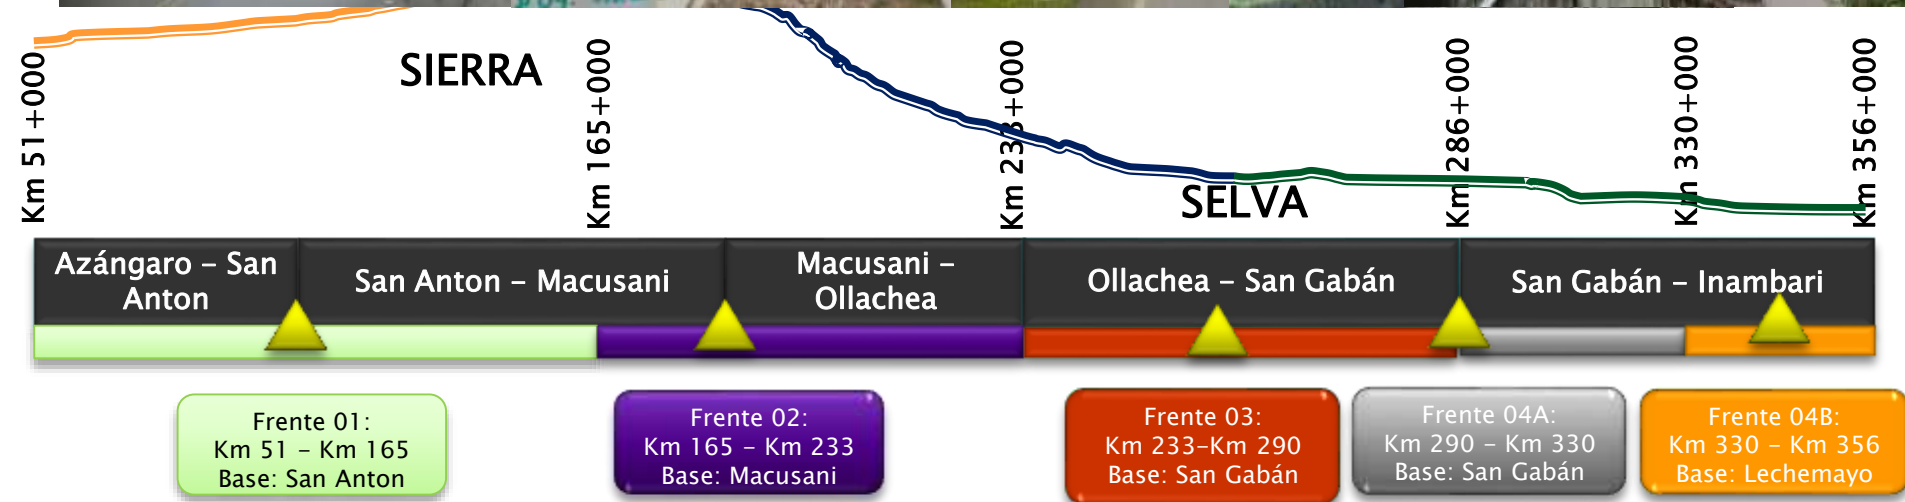 SIERRA
Km 51+000
Km 165+000
Km 233+000
Km 286+000
Km 330+000
Km 356+000
SELVA
Azángaro – San
Anton
San Anton – Macusani
Macusani –
Ollachea
Ollachea – San Gabán
San Gabán – Inambari
Frente 01:
Km 51 – Km 165
Base: San Anton
Frente 02:
Km 165 – Km 233
Base: Macusani
Frente 03:
Km 233–Km 290
Base: San Gabán
Frente 04A:
Km 290 – Km 330
Base: San Gabán
Frente 04B:
Km 330 – Km 356
Base: Lechemayo